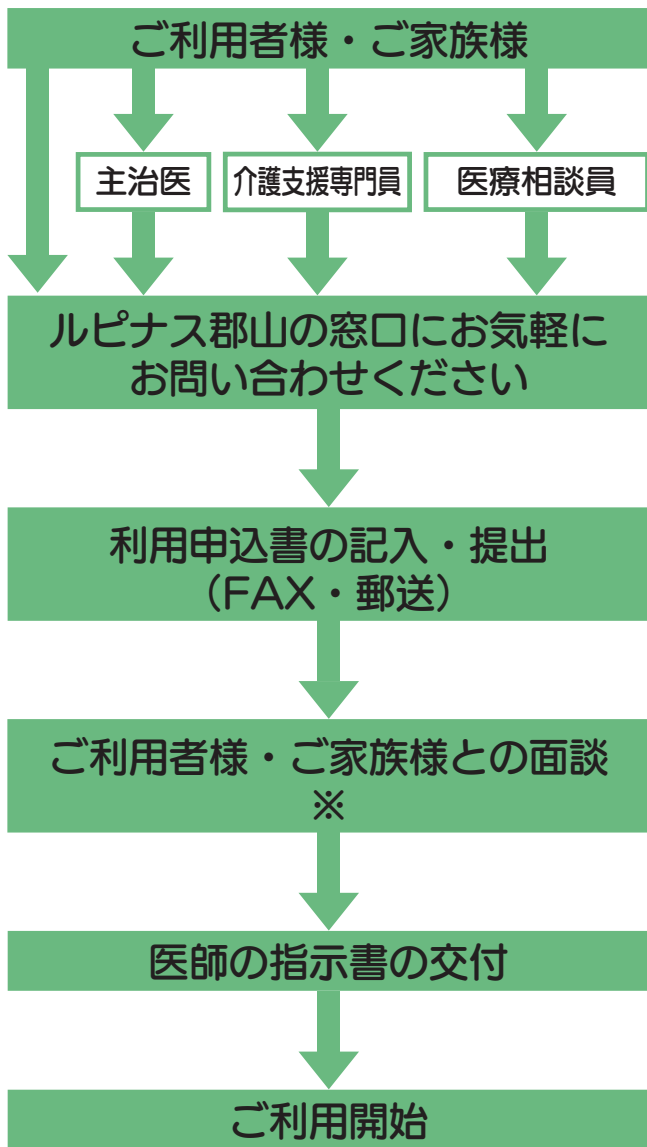 ご利用者様・ご家族様
主治医
介護支援専門員
医療相談員
ルピナス郡山の窓口にお気軽に
お問い合わせください
利用申込書の記入・提出
（FAX・郵送）
ご利用者様・ご家族様との面談
※
医師の指示書の交付
ご利用開始